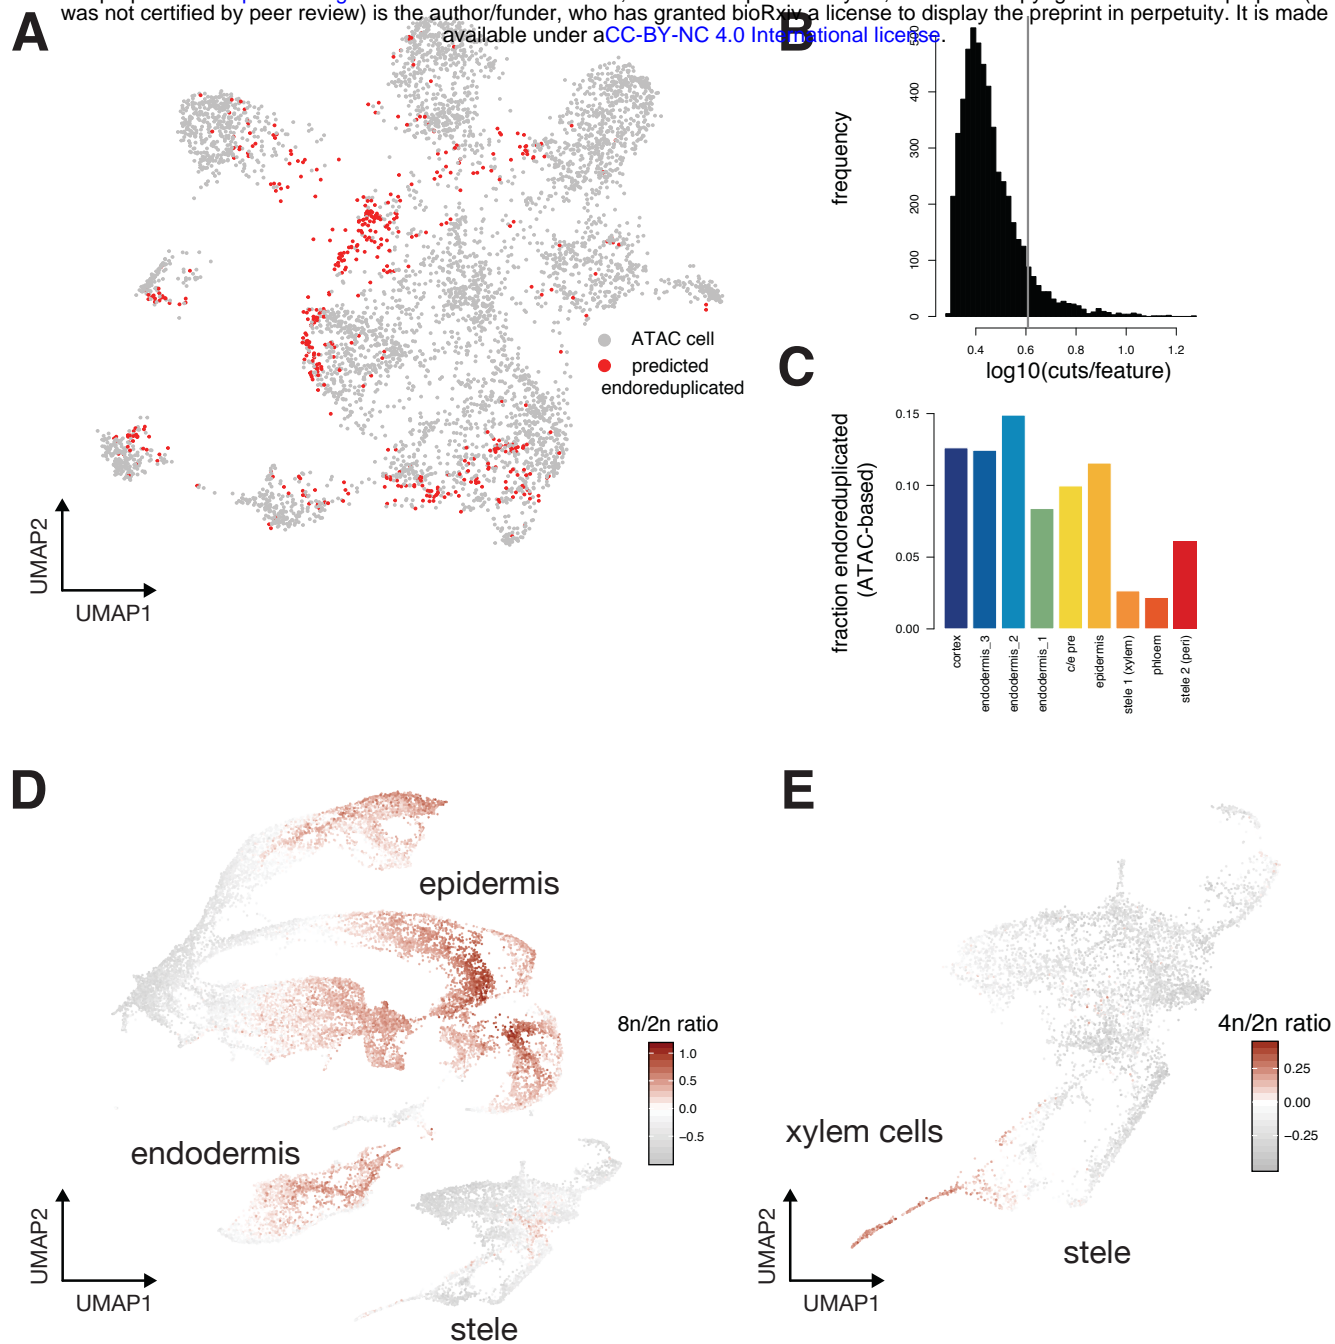 was not certified by peer review) is the author/funder, who has granted bioRxiv a license to display the preprint in perpetuity. It is made
available under aCC-BY-NC 4.0 International license.
A
ATAC cell
predicted
endoreduplicated
UMAP2
UMAP1
B
frequency
0
100
200
300
400
500
0.4
0.6
0.8
1.0
1.2
log10(cuts/feature)
C
fraction endoreduplicated
(ATAC-based)
0.15
0.10
0.05
0.00
cortex
endodermis_3
endodermis_2
endodermis_1
c/e pre
epidermis
stele 1 (xylem)
phloem
stele 2 (peri)
D
epidermis
endodermis
stele
8n/2n ratio
1.0
0.5
0.0
−0.5
UMAP2
UMAP1
E
xylem cells
stele
4n/2n ratio
0.25
0.00
−0.25
UMAP2
UMAP1